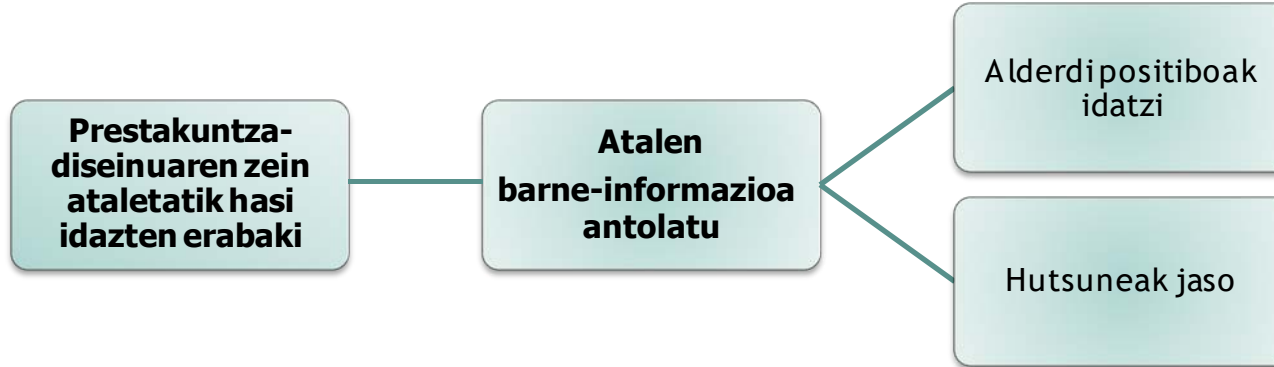 Prestakuntza-
diseinuaren zein
ataletatik hasi
idazten erabaki
Atalen
barne-informazioa
antolatu
Alderdi positiboak
idatzi
Hutsuneak jaso